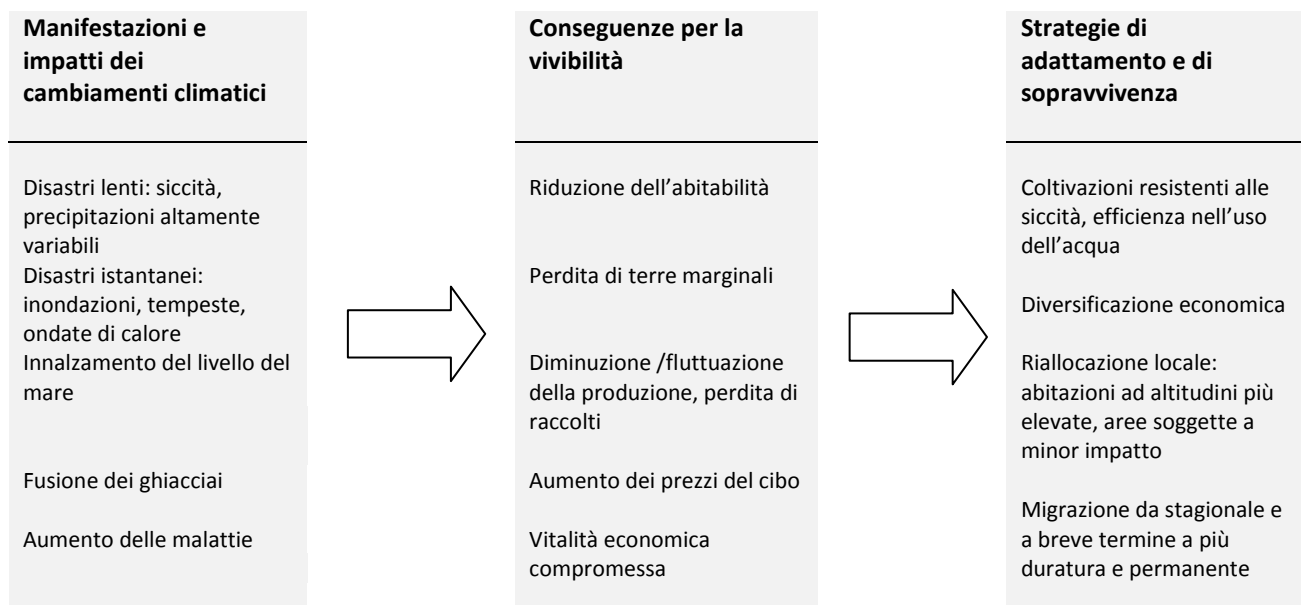 Manifestazioni e
impatti dei
cambiamenti climatici
Disastri lenti: siccità,
precipitazioni altamente
variabili
Disastri istantanei:
inondazioni, tempeste,
ondate di calore
Innalzamento del livello del
mare
Fusione dei ghiacciai
Aumento delle malattie
Conseguenze per la
vivibilità
Riduzione dell’abitabilità
Perdita di terre marginali
Diminuzione /fluttuazione
della produzione, perdita di
raccolti
Aumento dei prezzi del cibo
Vitalità economica
compromessa
Strategie di
adattamento e di
sopravvivenza
Coltivazioni resistenti alle
siccità, efficienza nell’uso
dell’acqua
Diversificazione economica
Riallocazione locale:
abitazioni ad altitudini più
elevate, aree soggette a
minor impatto
Migrazione da stagionale e
a breve termine a più
duratura e permanente